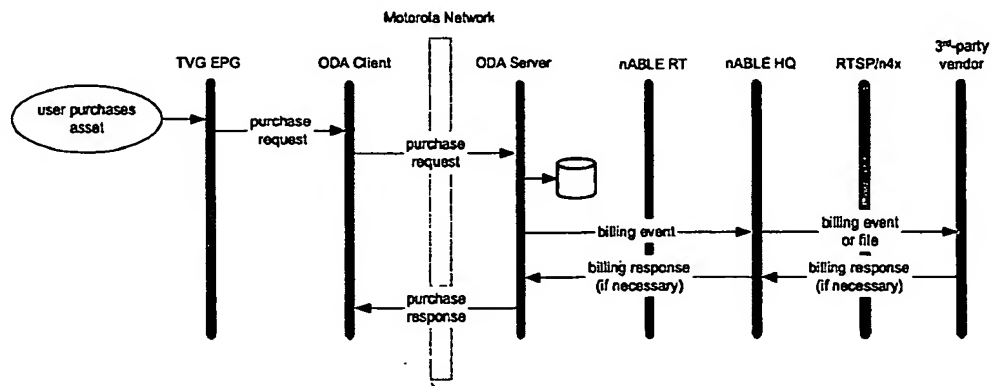 Motorola Network
TVG EPG
ODA Client
ODA Server
nABLE RT
nABLE HQ
RTSP/n4x
3rd-party
vendor
user purchases
asset
purchase
request
purchase
request
billing event
billing event
or file
billing response
(if necessary)
billing response
(if necessary)
purchase
response